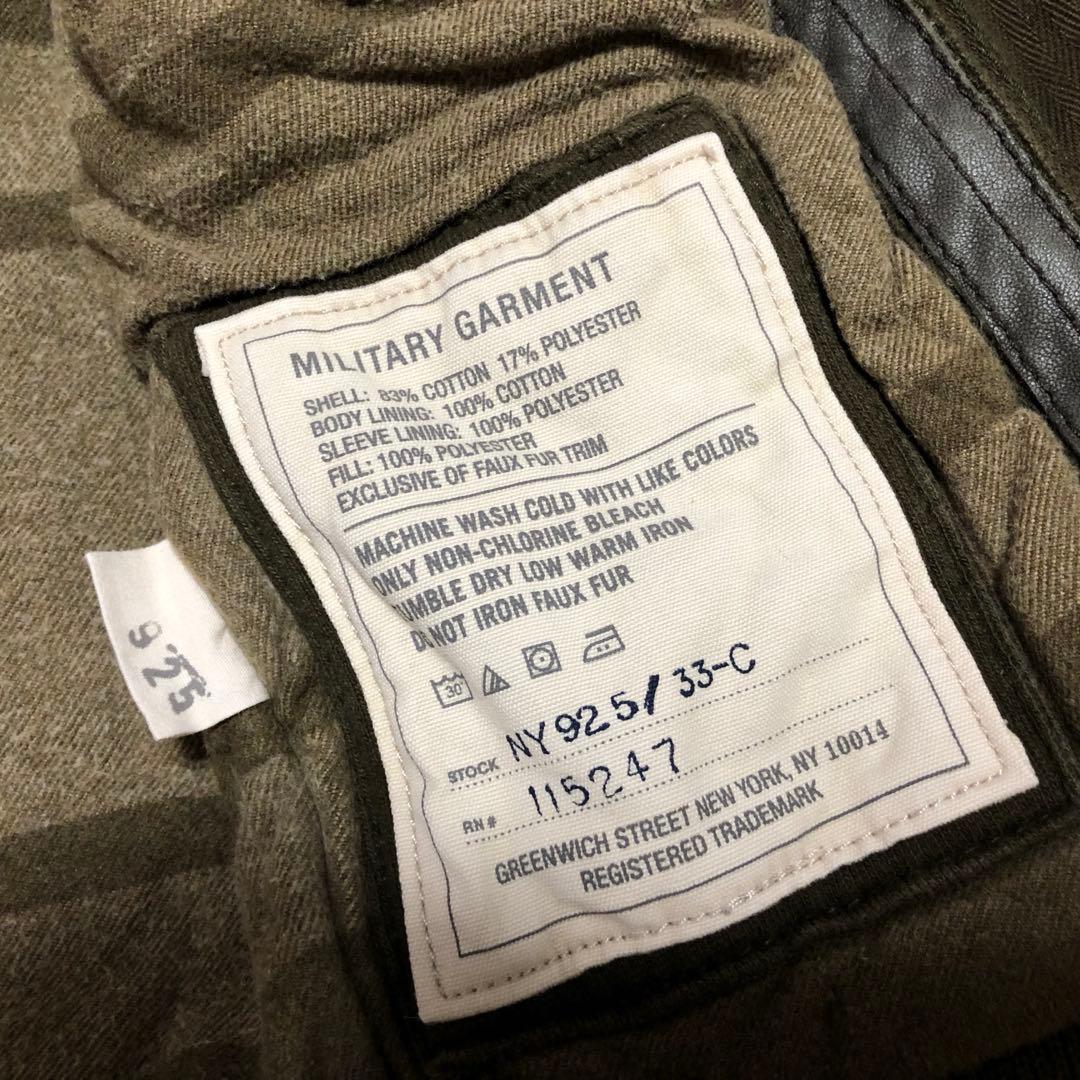 MILITARY GARMENT
SHELL: 83% COTTON 17% POLYESTER
BODY LINING: 100% COTTON
SLEEVE LINING: 100% POLYESTER
FILL: 100% POLYESTER
EXCLUSIVE OF FAUX FUR TRIM
MACHINE WASH COLD WITH LIKE COLORS
ONLY NON-CHLORINE BLEACH
TUMBLE DRY LOW WARM IRON
DO NOT IRON FAUX FUR
30
STOCK NY925/33-C
RN# 115247
GREENWICH STREET NEW YORK, NY 10014
REGISTERED TRADEMARK
925